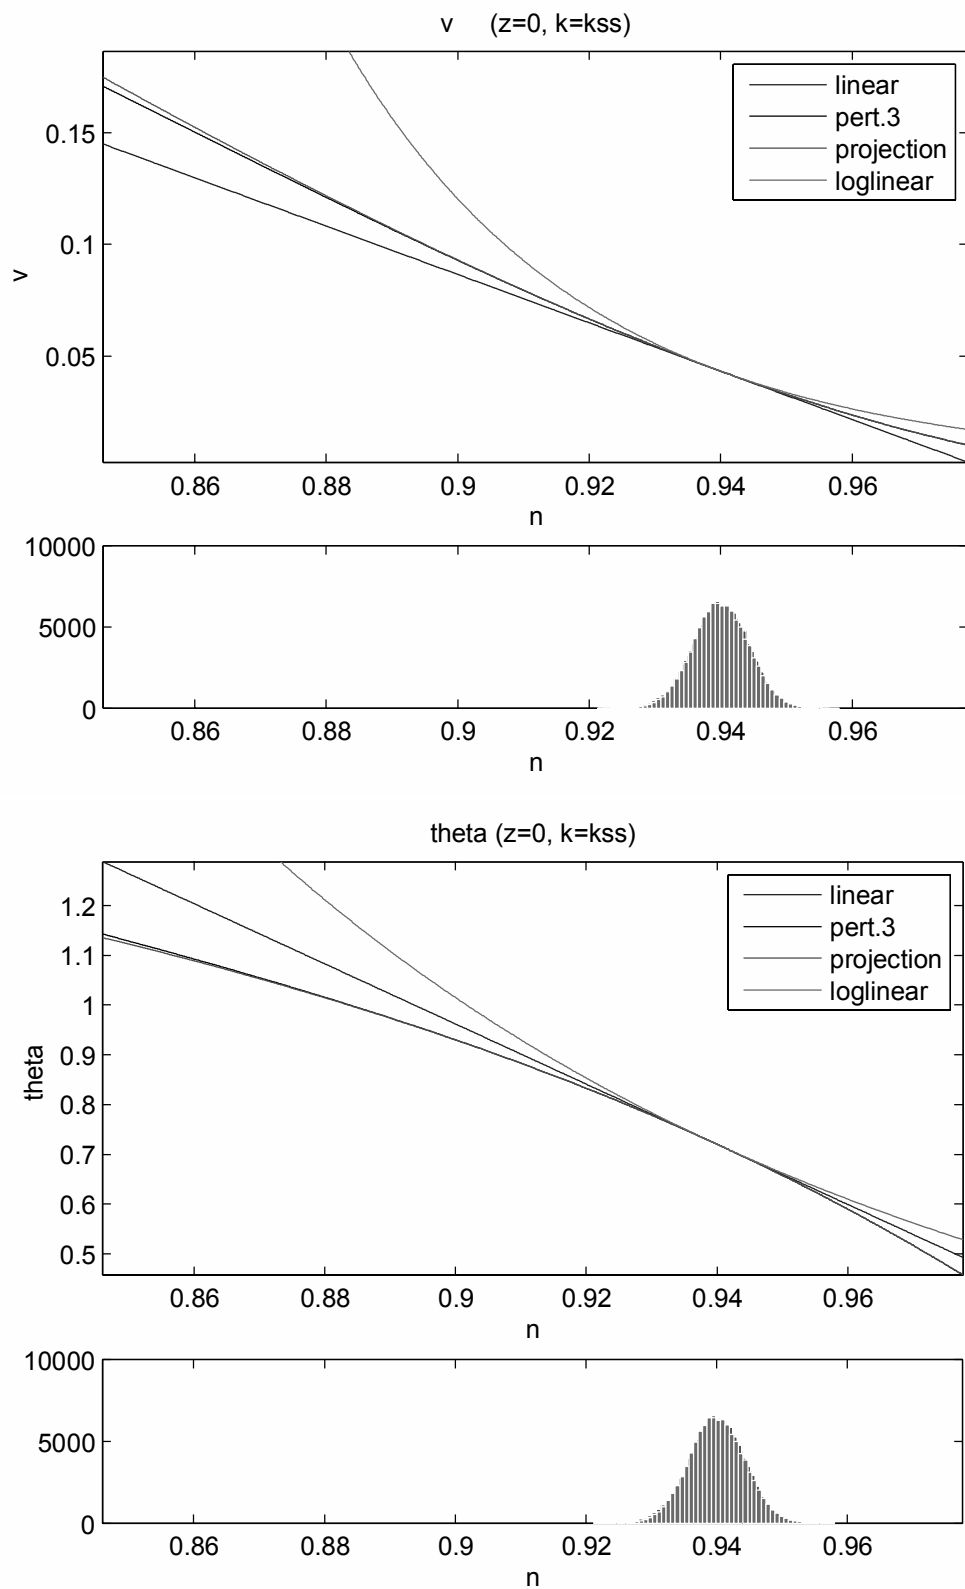 v (z=0, k=kss)
linear
pert.3
projection
loglinear
0.15
0.1
0.05
v
0.86 0.88 0.9 0.92 0.94 0.96
n
10000
5000
0
0.86 0.88 0.9 0.92 0.94 0.96
n
theta (z=0, k=kss)
linear
pert.3
projection
loglinear
1.2
1.1
1
0.9
0.8
0.7
0.6
0.5
theta
0.86 0.88 0.9 0.92 0.94 0.96
n
10000
5000
0
0.86 0.88 0.9 0.92 0.94 0.96
n